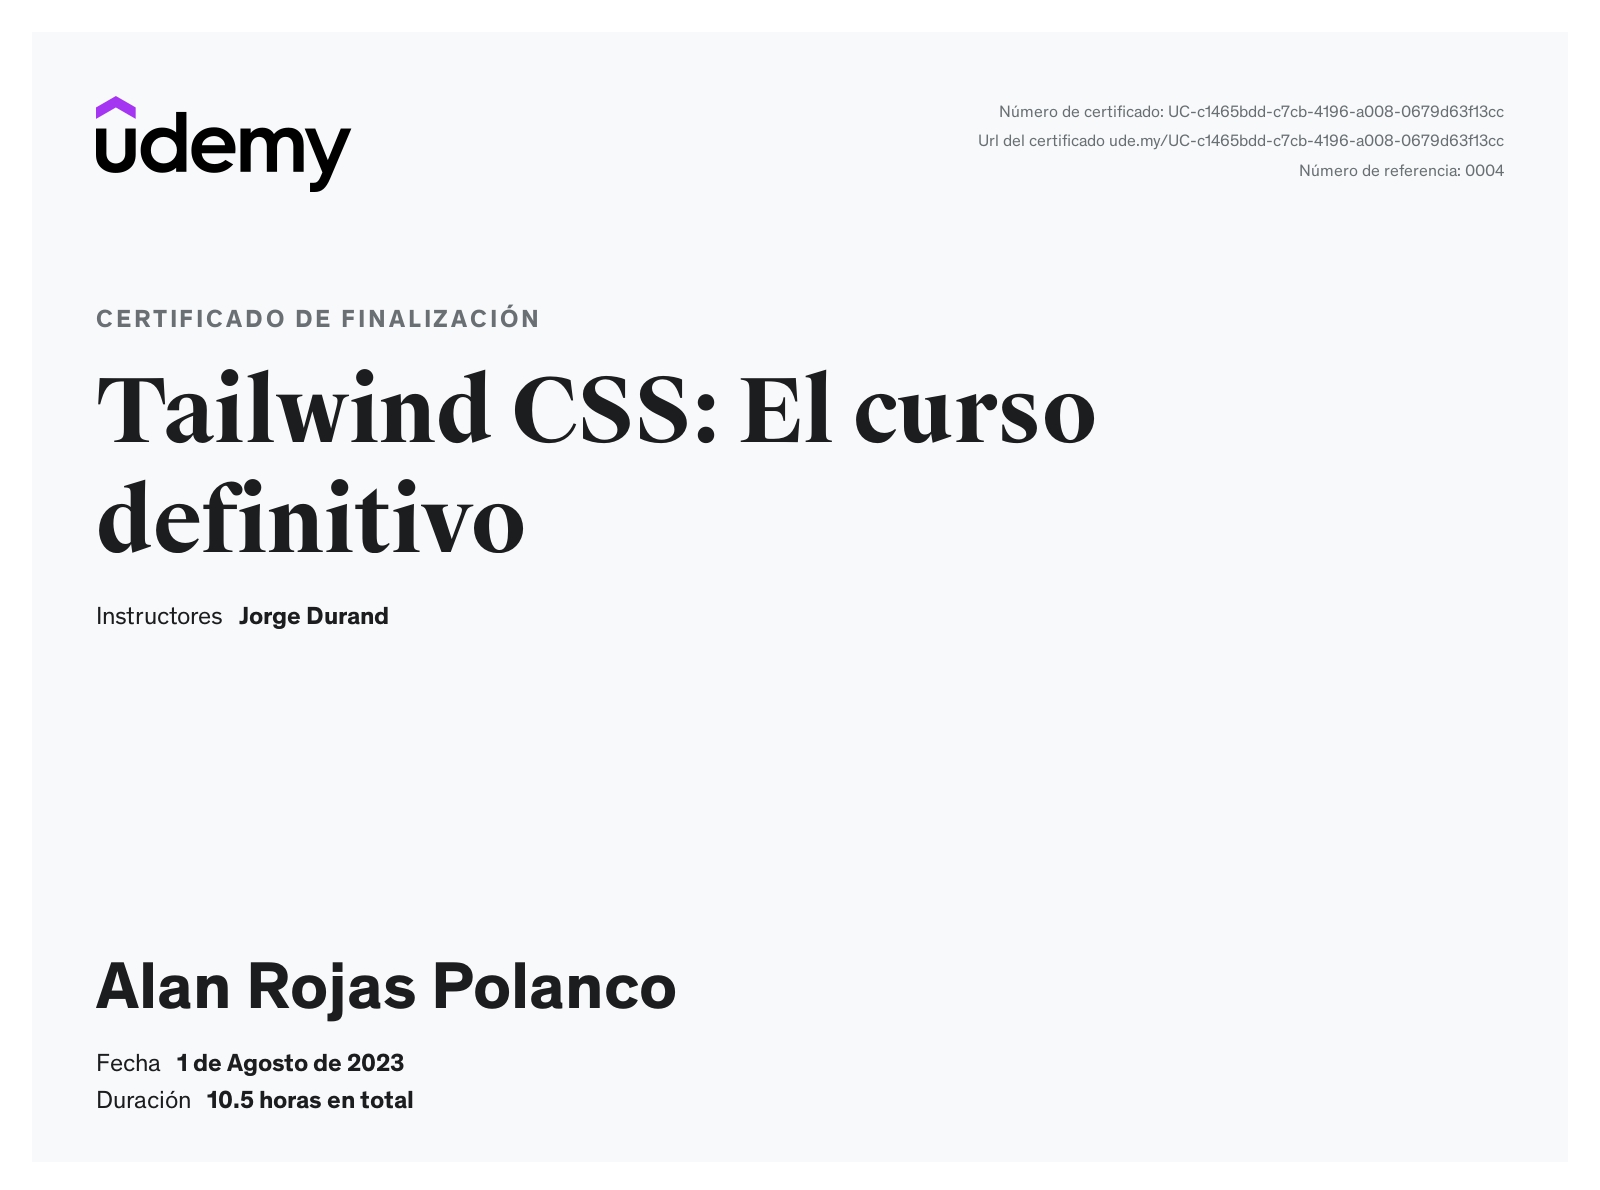 udemy
Número de certificado: UC-c1465bdd-c7cb-4196-a008-0679d63f13cc
Url del certificado ude.my/UC-c1465bdd-c7cb-4196-a008-0679d63f13cc
Número de referencia: 0004
CERTIFICADO DE FINALIZACIÓN
Tailwind CSS: El curso
definitivo
Instructores Jorge Durand
Alan Rojas Polanco
Fecha 1 de Agosto de 2023
Duración 10.5 horas en total